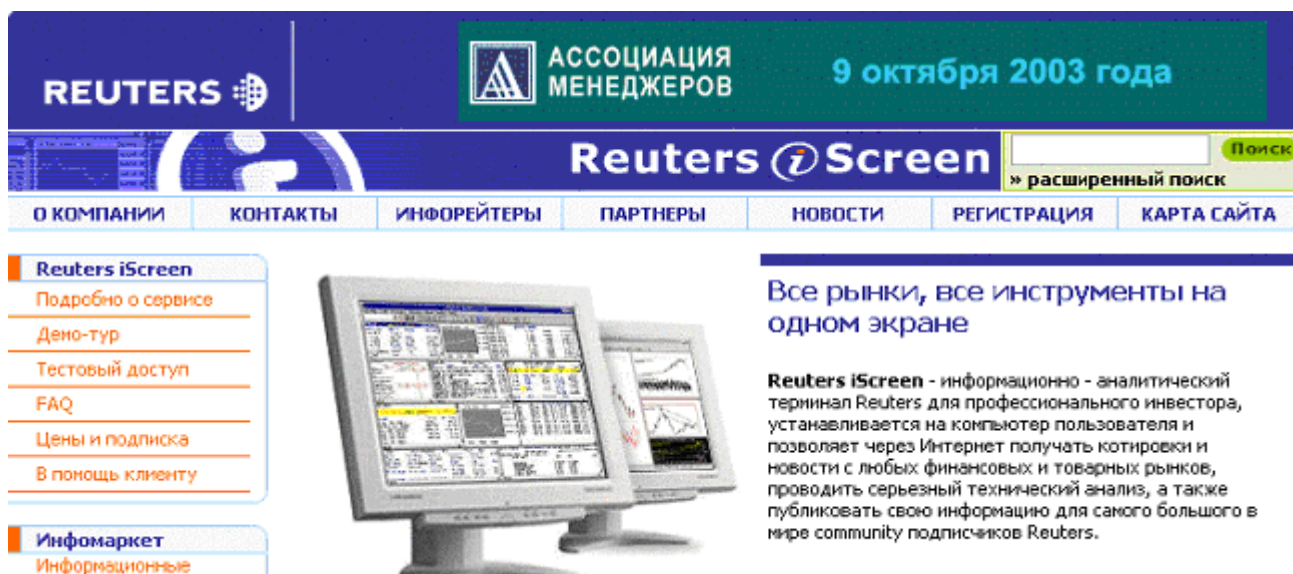 REUTERS
АССОЦИАЦИЯ
МЕНЕДЖЕРОВ
9 октября 2003 года
Reuters iScreen
Поиск
» расширенный поиск
О КОМПАНИИ
КОНТАКТЫ
ИНФОРЕЙТЕРЫ
ПАРТНЕРЫ
НОВОСТИ
РЕГИСТРАЦИЯ
КАРТА САЙТА
Reuters iScreen
Подробно о сервисе
Демо-тур
Тестовый доступ
FAQ
Цены и подписка
В помощь клиенту
Инфомаркет
Информационные
Все рынки, все инструменты на
одном экране
Reuters iScreen - информационно - аналитический
терминал Reuters для профессионального инвестора,
устанавливается на компьютер пользователя и
позволяет через Интернет получать котировки и
новости с любых финансовых и товарных рынков,
проводить серьезный технический анализ, а также
публиковать свою информацию для самого большого в
мире community подписчиков Reuters.